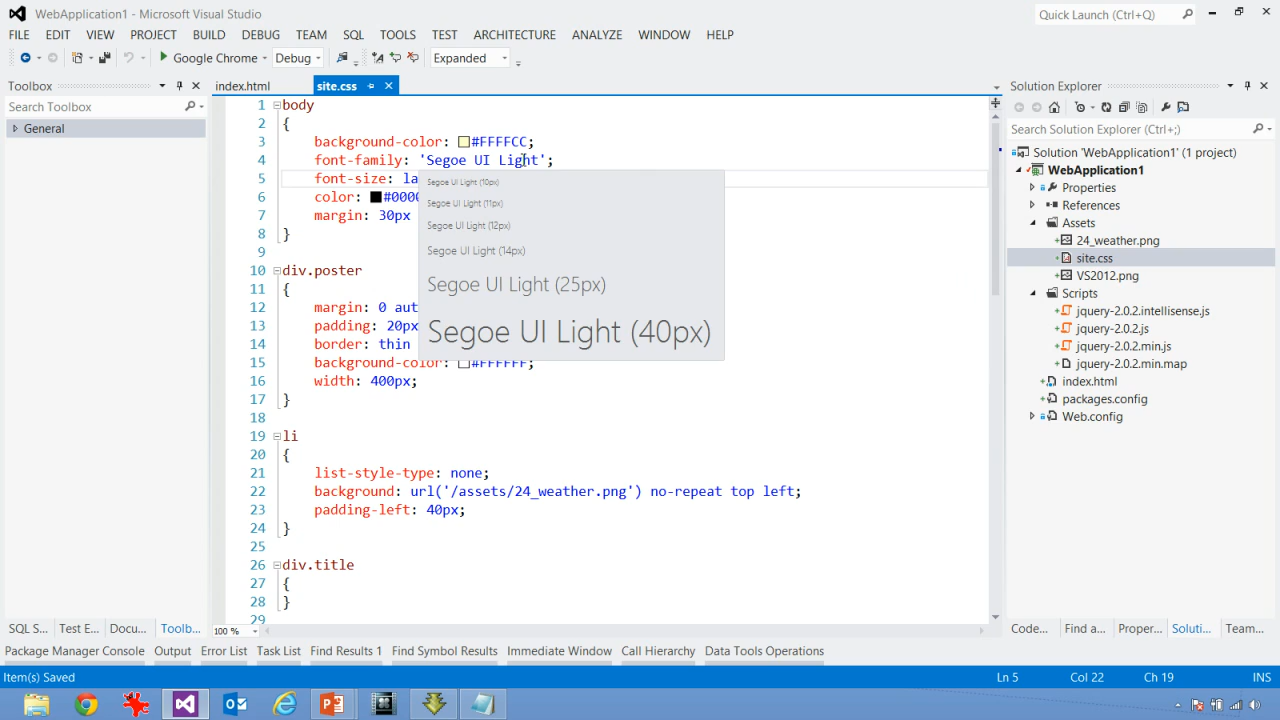 WebApplication1 - Microsoft Visual Studio
Quick Launch (Ctrl+Q)
FILE EDIT VIEW PROJECT BUILD DEBUG TEAM SQL TOOLS TEST ARCHITECTURE ANALYZE WINDOW HELP
Google Chrome Debug Expanded
Toolbox
Search Toolbox
General
index.html site.css
1 body
2 {
3 background-color: #FFFFCC;
4 font-family: 'Segoe UI Light';
5 font-size: la
6 color: #0000
7 margin: 30px
8 }
9
10 div.poster
11 {
12 margin: 0 aut
13 padding: 20px
14 border: thin
15 background-color: #FFFFFF;
16 width: 400px;
17 }
18
19 li
20 {
21 list-style-type: none;
22 background: url('/assets/24_weather.png') no-repeat top left;
23 padding-left: 40px;
24 }
25
26 div.title
27 {
28 }
29
Segoe UI Light (10px)
Segoe UI Light (11px)
Segoe UI Light (12px)
Segoe UI Light (14px)
Segoe UI Light (25px)
Segoe UI Light (40px)
100 %
Solution Explorer
Search Solution Explorer (Ctrl+;)
Solution 'WebApplication1' (1 project)
WebApplication1
Properties
References
Assets
24_weather.png
site.css
VS2012.png
Scripts
jquery-2.0.2.intellisense.js
jquery-2.0.2.js
jquery-2.0.2.min.js
jquery-2.0.2.min.map
index.html
packages.config
Web.config
SQL S... Test E... Docu... Toolb...
Code... Find a... Proper... Soluti... Team...
Package Manager Console Output Error List Task List Find Results 1 Find Symbol Results Immediate Window Call Hierarchy Data Tools Operations
Item(s) Saved Ln 5 Col 22 Ch 19 INS